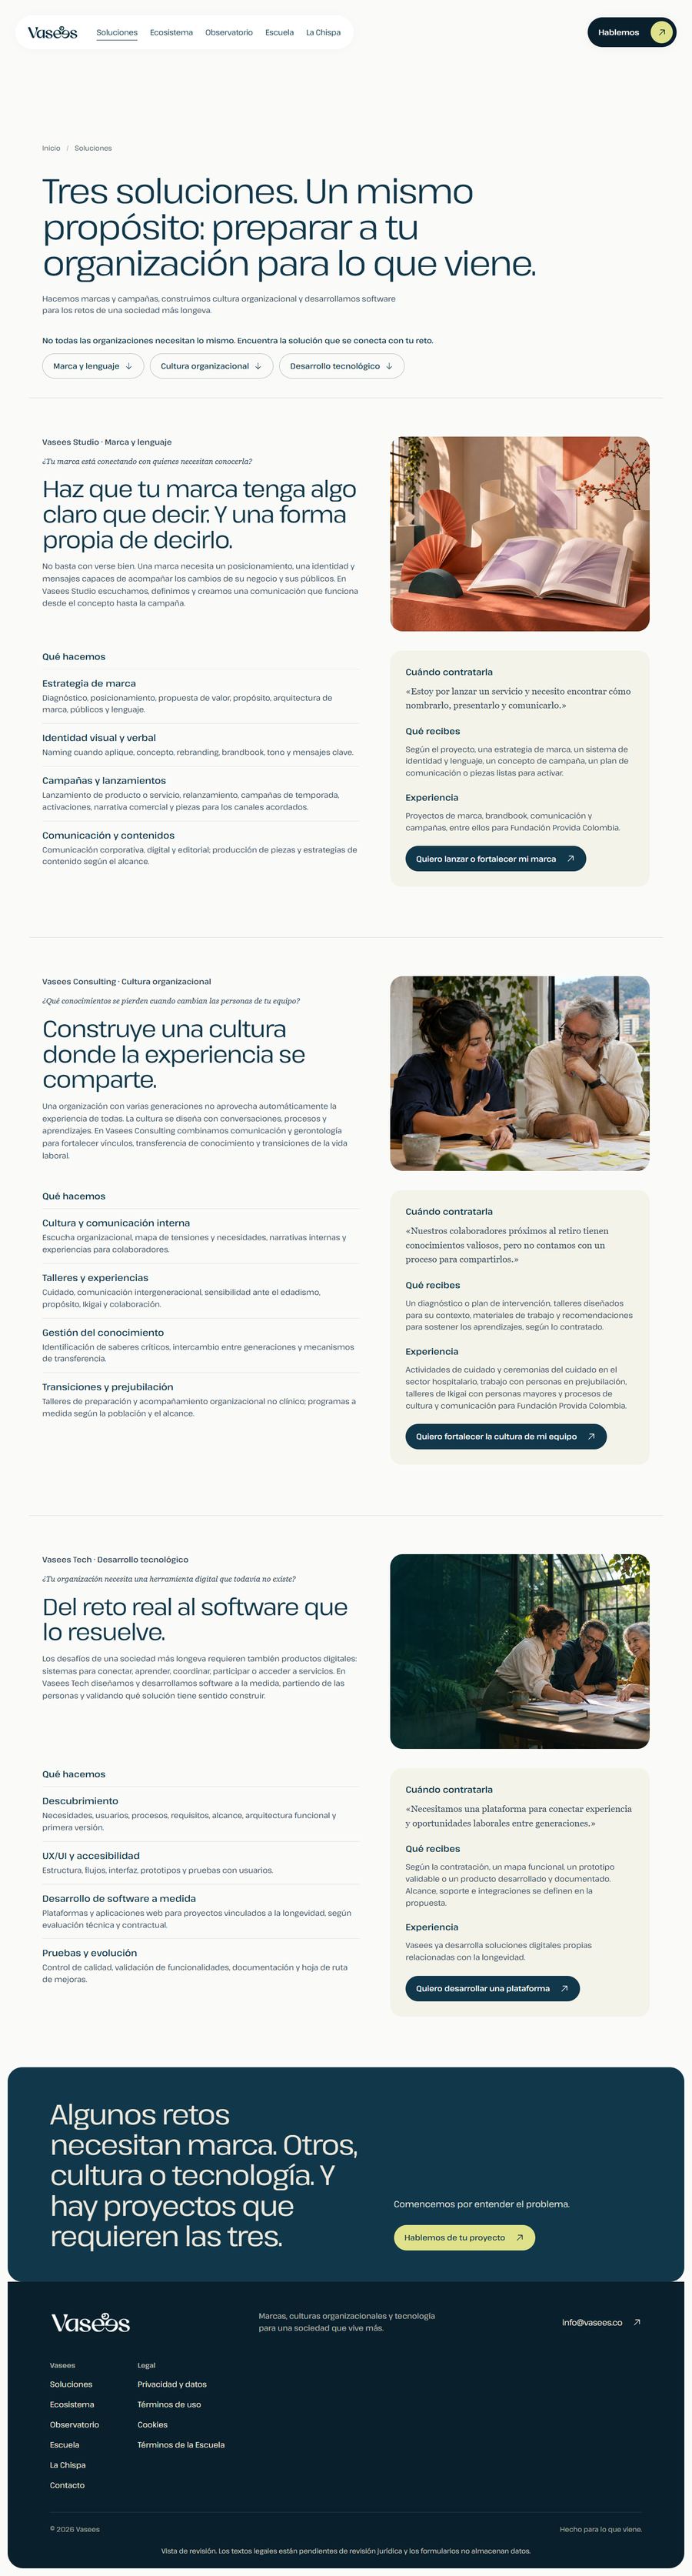 Vasees
Soluciones
Ecosistema
Observatorio
Escuela
La Chispa
Hablemos
Inicio / Soluciones
Tres soluciones. Un mismo
propósito: preparar a tu
organización para lo que viene.
Hacemos marcas y campañas, construimos cultura organizacional y desarrollamos software
para los retos de una sociedad más longeva.
No todas las organizaciones necesitan lo mismo. Encuentra la solución que se conecta con tu reto.
Marca y lenguaje ↓
Cultura organizacional ↓
Desarrollo tecnológico ↓
Vasees Studio · Marca y lenguaje
¿Tu marca está conectando con quienes necesitan conocerla?
Haz que tu marca tenga algo
claro que decir. Y una forma
propia de decirlo.
No basta con verse bien. Una marca necesita un posicionamiento, una identidad y
mensajes capaces de acompañar los cambios de su negocio y sus públicos. En
Vasees Studio escuchamos, definimos y creamos una comunicación que funciona
desde el concepto hasta la campaña.
Qué hacemos
Estrategia de marca
Diagnóstico, posicionamiento, propuesta de valor, propósito, arquitectura de
marca, públicos y lenguaje.
Identidad visual y verbal
Naming cuando aplique, concepto, rebranding, brandbook, tono y mensajes clave.
Campañas y lanzamientos
Lanzamiento de producto o servicio, relanzamiento, campañas de temporada,
activaciones, narrativa comercial y piezas para los canales acordados.
Comunicación y contenidos
Comunicación corporativa, digital y editorial; producción de piezas y estrategias de
contenido según el alcance.
Cuándo contratarla
«Estoy por lanzar un servicio y necesito encontrar cómo
nombrarlo, presentarlo y comunicarlo.»
Qué recibes
Según el proyecto, una estrategia de marca, un sistema de
identidad y lenguaje, un concepto de campaña, un plan de
comunicación o piezas listas para activar.
Experiencia
Proyectos de marca, brandbook, comunicación y
campañas, entre ellos para Fundación Provida Colombia.
Quiero lanzar o fortalecer mi marca ↗
Vasees Consulting · Cultura organizacional
¿Qué conocimientos se pierden cuando cambian las personas de tu equipo?
Construye una cultura
donde la experiencia se
comparte.
Una organización con varias generaciones no aprovecha automáticamente la
experiencia de todas. La cultura se diseña con conversaciones, procesos y
aprendizajes. En Vasees Consulting combinamos comunicación y gerontología
para fortalecer vínculos, transferencia de conocimiento y transiciones de la vida
laboral.
Qué hacemos
Cultura y comunicación interna
Escucha organizacional, mapa de tensiones y necesidades, narrativas internas y
experiencias para colaboradores.
Talleres y experiencias
Cuidado, comunicación intergeneracional, sensibilidad ante el edadismo,
propósito, Ikigai y colaboración.
Gestión del conocimiento
Identificación de saberes críticos, intercambio entre generaciones y mecanismos
de transferencia.
Transiciones y prejubilación
Talleres de preparación y acompañamiento organizacional no clínico; programas a
medida según la población y el alcance.
Cuándo contratarla
«Nuestros colaboradores próximos al retiro tienen
conocimientos valiosos, pero no contamos con un
proceso para compartirlos.»
Qué recibes
Un diagnóstico o plan de intervención, talleres diseñados
para su contexto, materiales de trabajo y recomendaciones
para sostener los aprendizajes, según lo contratado.
Experiencia
Actividades de cuidado y ceremonias del cuidado en el
sector hospitalario, trabajo con personas en prejubilación,
talleres de Ikigai con personas mayores y procesos de
cultura y comunicación para Fundación Provida Colombia.
Quiero fortalecer la cultura de mi equipo ↗
Vasees Tech · Desarrollo tecnológico
¿Tu organización necesita una herramienta digital que todavía no existe?
Del reto real al software que
lo resuelve.
Los desafíos de una sociedad más longeva requieren también productos digitales:
sistemas para conectar, aprender, coordinar, participar o acceder a servicios. En
Vasees Tech diseñamos y desarrollamos software a la medida, partiendo de las
personas y validando qué solución tiene sentido construir.
Qué hacemos
Descubrimiento
Necesidades, usuarios, procesos, requisitos, alcance, arquitectura funcional y
primera versión.
UX/UI y accesibilidad
Estructura, flujos, interfaz, prototipos y pruebas con usuarios.
Desarrollo de software a medida
Plataformas y aplicaciones web para proyectos vinculados a la longevidad, según
evaluación técnica y contractual.
Pruebas y evolución
Control de calidad, validación de funcionalidades, documentación y hoja de ruta
de mejoras.
Cuándo contratarla
«Necesitamos una plataforma para conectar experiencia
y oportunidades laborales entre generaciones.»
Qué recibes
Según la contratación, un mapa funcional, un prototipo
validable o un producto desarrollado y documentado.
Alcance, soporte e integraciones se definen en la
propuesta.
Experiencia
Vasees ya desarrolla soluciones digitales propias
relacionadas con la longevidad.
Quiero desarrollar una plataforma ↗
Algunos retos
necesitan marca. Otros,
cultura o tecnología. Y
hay proyectos que
requieren las tres.
Comencemos por entender el problema.
Hablemos de tu proyecto ↗
Vasees
Marcas, culturas organizacionales y tecnología
para una sociedad que vive más.
info@vasees.co ↗
Vasees
Soluciones
Ecosistema
Observatorio
Escuela
La Chispa
Contacto
Legal
Privacidad y datos
Términos de uso
Cookies
Términos de la Escuela
© 2026 Vasees
Hecho para lo que viene.
Vista de revisión. Los textos legales están pendientes de revisión jurídica y los formularios no almacenan datos.